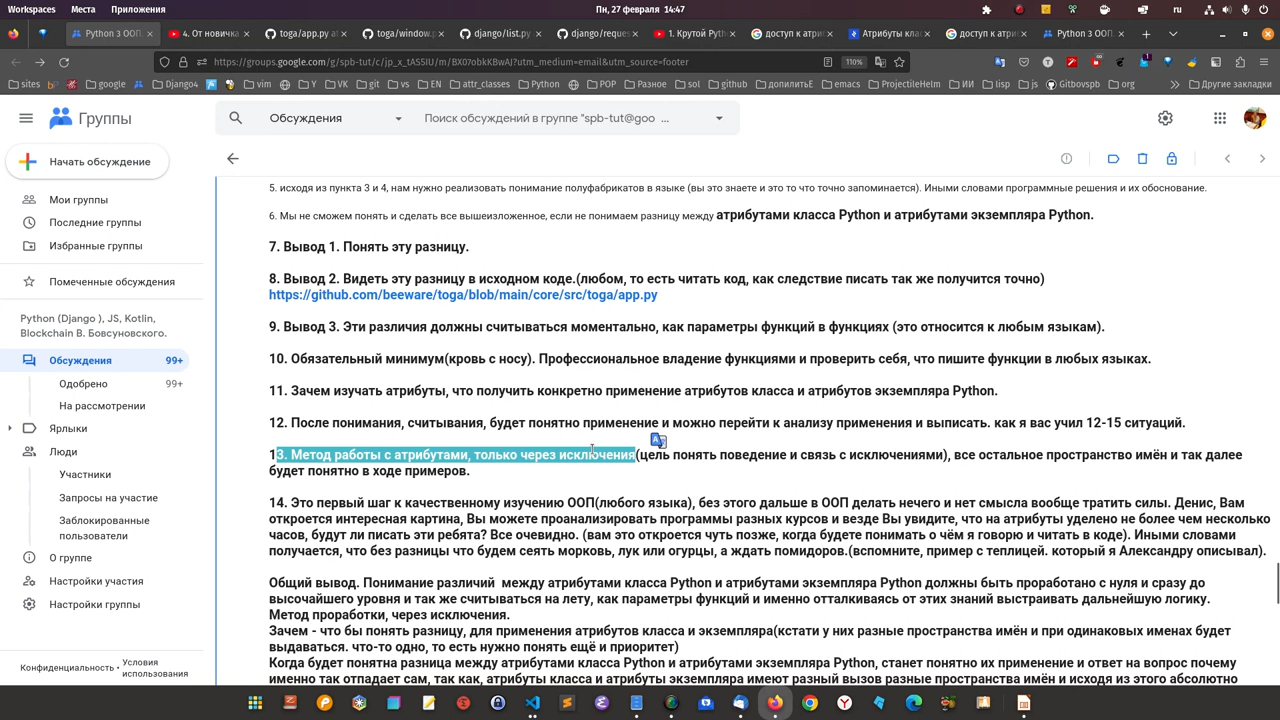 Workspaces Места Приложения Пн, 27 февраля 14:47 ru
Python 3 ООП. 4. От новичка toga/app.py at toga/window.p django/list.py django/reque 1. Крутой Pyth доступ к атри Атрибуты клас доступ к атри Python 3 ООП
https://groups.google.com/g/spb-tut/c/jp_x_tASSIU/m/BX07obkKBwAJ?utm_medium=email&utm_source=footer 110%
google Django4 vim Y VK git vs EN attr_classes Python POP Разное sol github допилитьЕ emacs ProjectileHelm ИИ lisp js Gitbovspb org Другие закладки
Группы
Обсуждения
Поиск обсуждений в группе "spb-tut@goo ...
Начать обсуждение
Мои группы
Последние группы
Избранные группы
Помеченные обсуждения
Python (Django ), JS, Kotlin,
Blockchain В. Бовсуновского.
Обсуждения 99+
Одобрено 99+
На рассмотрении
Ярлыки
Люди
Участники
Запросы на участие
Заблокированные
пользователи
О группе
Настройки участия
Настройки группы
Конфиденциальность • Условия
использования
5. исходя из пункта 3 и 4, нам нужно реализовать понимание полуфабрикатов в языке (вы это знаете и это то что точно запоминается). Иными словами программные решения и их обоснование.
6. Мы не сможем понять и сделать все вышеизложенное, если не понимаем разницу между атрибутами класса Python и атрибутами экземпляра Python.
7. Вывод 1. Понять эту разницу.
8. Вывод 2. Видеть эту разницу в исходном коде.(любом, то есть читать код, как следствие писать так же получится точно)
https://github.com/beeware/toga/blob/main/core/src/toga/app.py
9. Вывод 3. Эти различия должны считываться моментально, как параметры функций в функциях (это относится к любым языкам).
10. Обязательный минимум(кровь с носу). Профессиональное владение функциями и проверить себя, что пишите функции в любых языках.
11. Зачем изучать атрибуты, что получить конкретно применение атрибутов класса и атрибутов экземпляра Python.
12. После понимания, считывания, будет понятно применение и можно перейти к анализу применения и выписать. как я вас учил 12-15 ситуаций.
13. Метод работы с атрибутами, только через исключения(цель понять поведение и связь с исключениями), все остальное пространство имён и так далее
будет понятно в ходе примеров.
14. Это первый шаг к качественному изучению ООП(любого языка), без этого дальше в ООП делать нечего и нет смысла вообще тратить силы. Денис, Вам
откроется интересная картина, Вы можете проанализировать программы разных курсов и везде Вы увидите, что на атрибуты уделено не более чем несколько
часов, будут ли писать эти ребята? Все очевидно. (вам это откроется чуть позже, когда будете понимать о чём я говорю и читать в коде). Иными словами
получается, что без разницы что будем сеять морковь, лук или огурцы, а ждать помидоров.(вспомните, пример с теплицей. который я Александру описывал).
Общий вывод. Понимание различий между атрибутами класса Python и атрибутами экземпляра Python должны быть проработано с нуля и сразу до
высочайшего уровня и так же считываться на лету, как параметры функций и именно отталкиваясь от этих знаний выстраивать дальнейшую логику.
Метод проработки, через исключения.
Зачем - что бы понять разницу, для применения атрибутов класса и экземпляра(кстати у них разные пространства имён и при одинаковых именах будет
выдаваться. что-то одно, то есть нужно понять ещё и приоритет)
Когда будет понятна разница между атрибутами класса Python и атрибутами экземпляра Python, станет понятно их применение и ответ на вопрос почему
именно так отпадает сам, так как, атрибуты класса и атрибуты экземпляра имеют разный вызов разные пространства имён и исходя из этого абсолютно